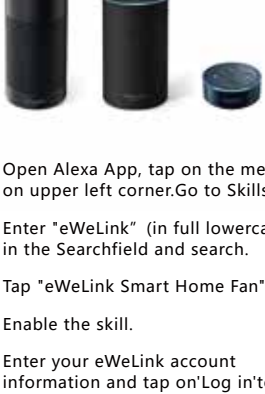 Open Alexa App, tap on the me
on upper left corner.Go to Skills
Enter "eWeLink” (in full lowerca
in the Searchfield and search.
Tap "eWeLink Smart Home Fan"
Enable the skill.
Enter your eWeLink account
information and tap on'Log in't